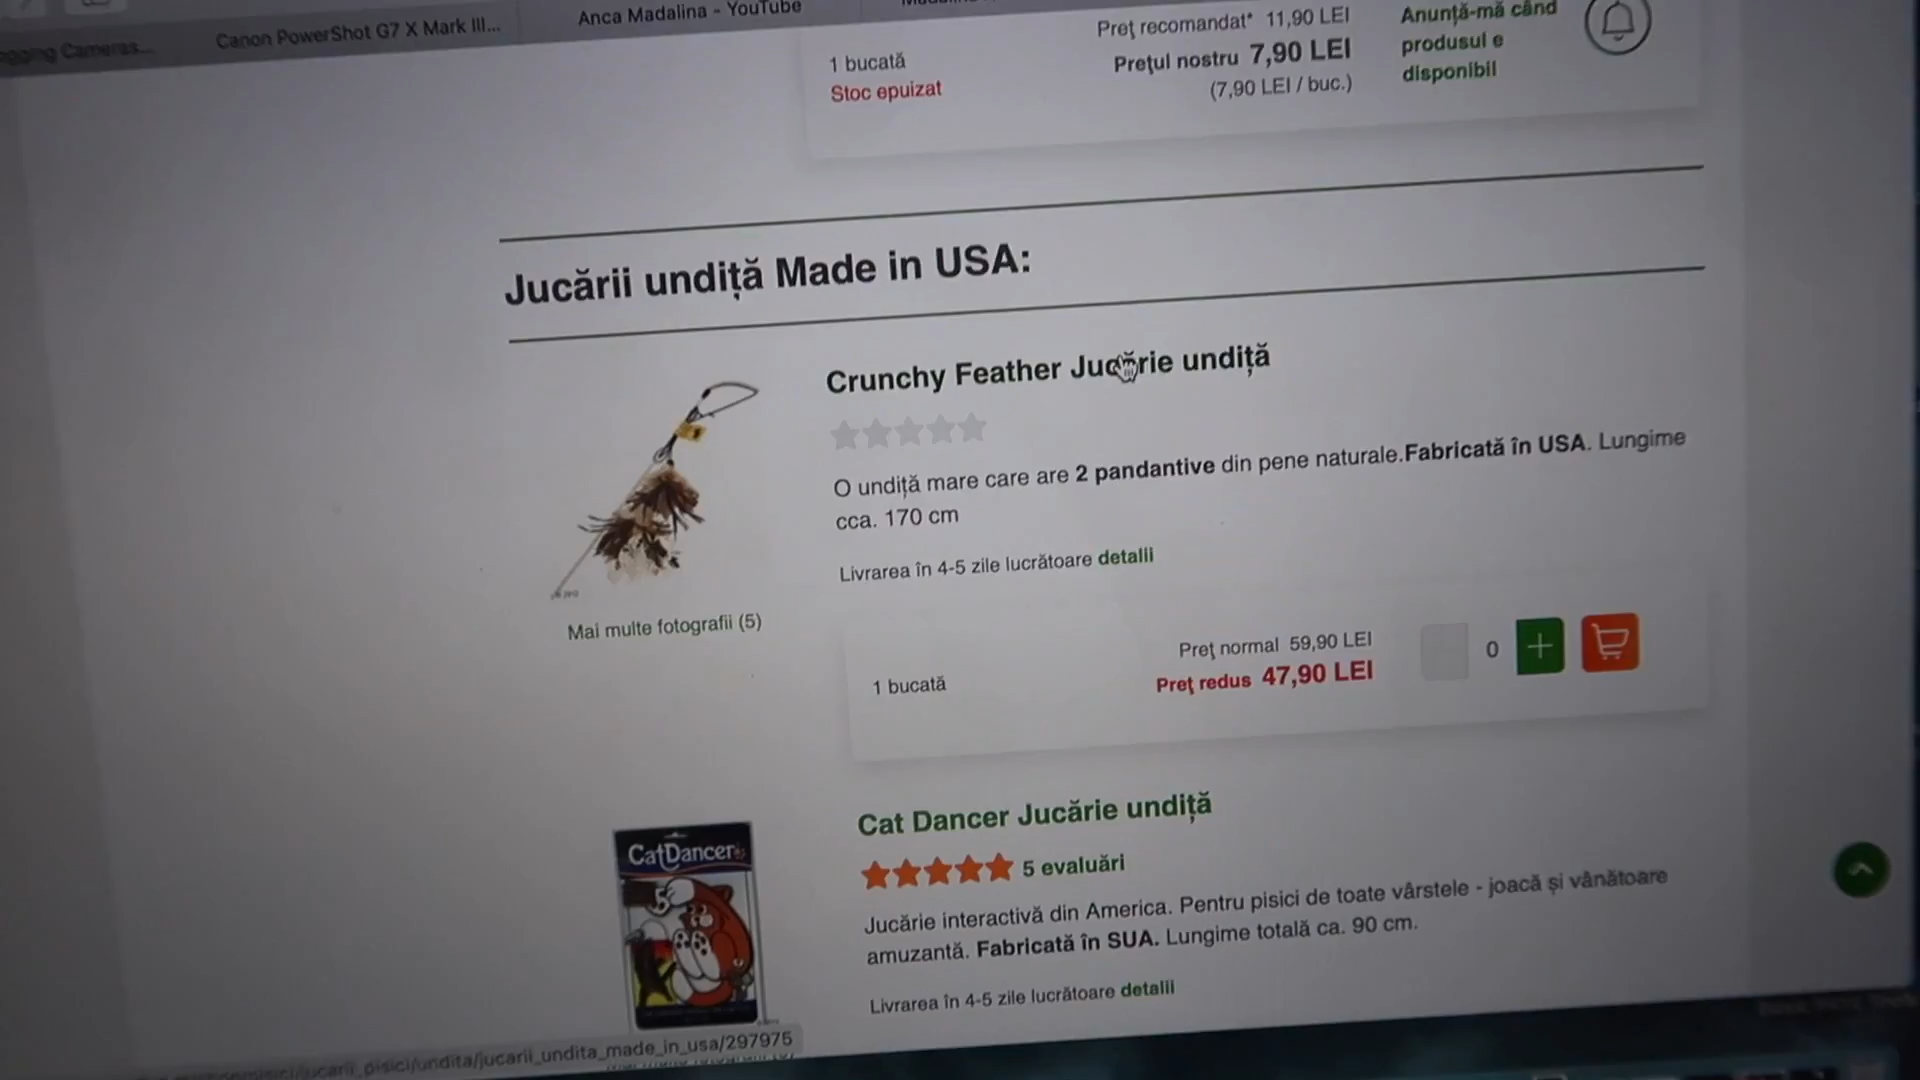 Canon PowerShot G7 X Mark III...
Anca Madalina - YouTube
1 bucată
Stoc epuizat
Preţ recomandat* 11,90 LEI
Preţul nostru 7,90 LEI
(7,90 LEI / buc.)
Anunță-mă când
produsul e
disponibil
Jucării undiță Made in USA:
Crunchy Feather Jucărie undiță
O undiță mare care are 2 pandantive din pene naturale.Fabricată în USA. Lungime
cca. 170 cm
Livrarea în 4-5 zile lucrătoare detalii
Mai multe fotografii (5)
1 bucată
Preţ normal 59,90 LEI
Preţ redus 47,90 LEI
0
Cat Dancer Jucărie undiță
5 evaluări
Jucărie interactivă din America. Pentru pisici de toate vârstele - joacă și vânătoare
amuzantă. Fabricată în SUA. Lungime totală ca. 90 cm.
Livrarea în 4-5 zile lucrătoare detalii
CatDancer
pisici/undita/jucarii_undita_made_in_usa/297975